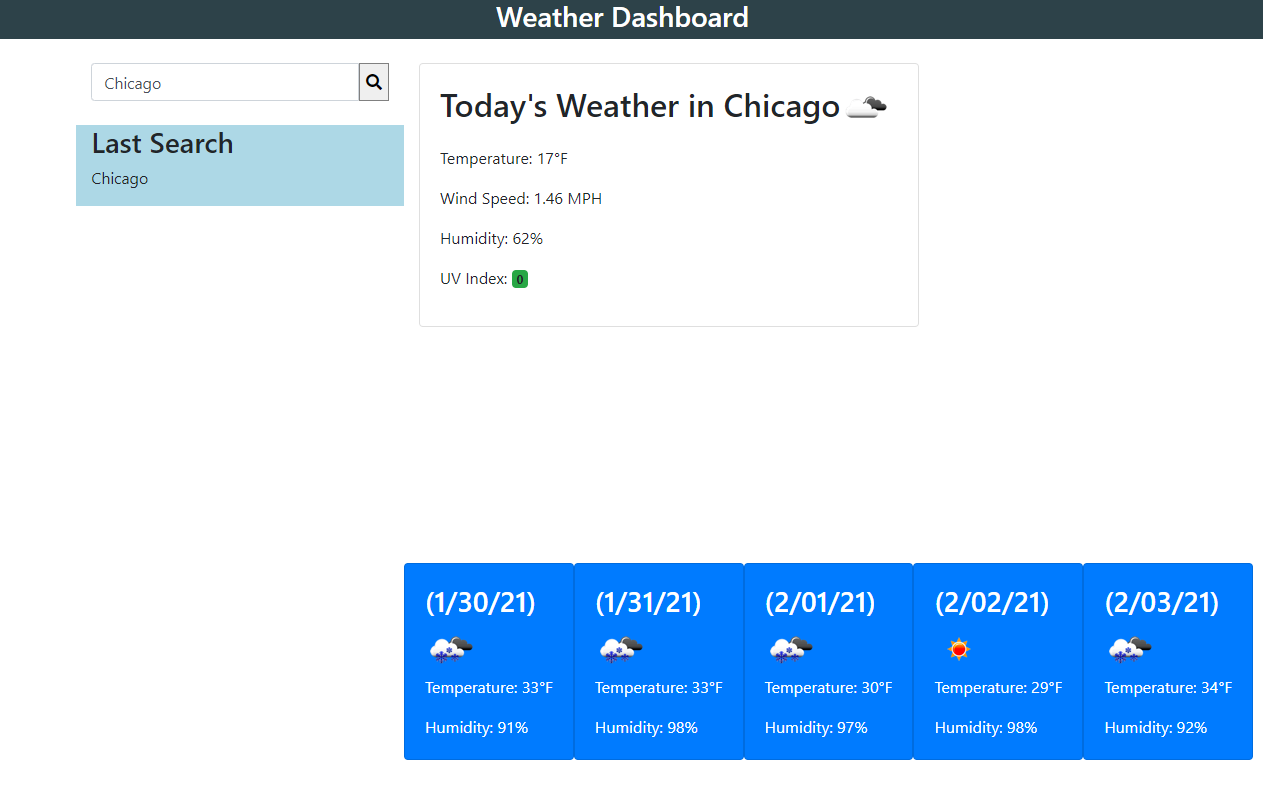 Weather Dashboard
Chicago
Last Search
Chicago
Today's Weather in Chicago
Temperature: 17°F
Wind Speed: 1.46 MPH
Humidity: 62%
UV Index: 0
(1/30/21)
Temperature: 33°F
Humidity: 91%
(1/31/21)
Temperature: 33°F
Humidity: 98%
(2/01/21)
Temperature: 30°F
Humidity: 97%
(2/02/21)
Temperature: 29°F
Humidity: 98%
(2/03/21)
Temperature: 34°F
Humidity: 92%